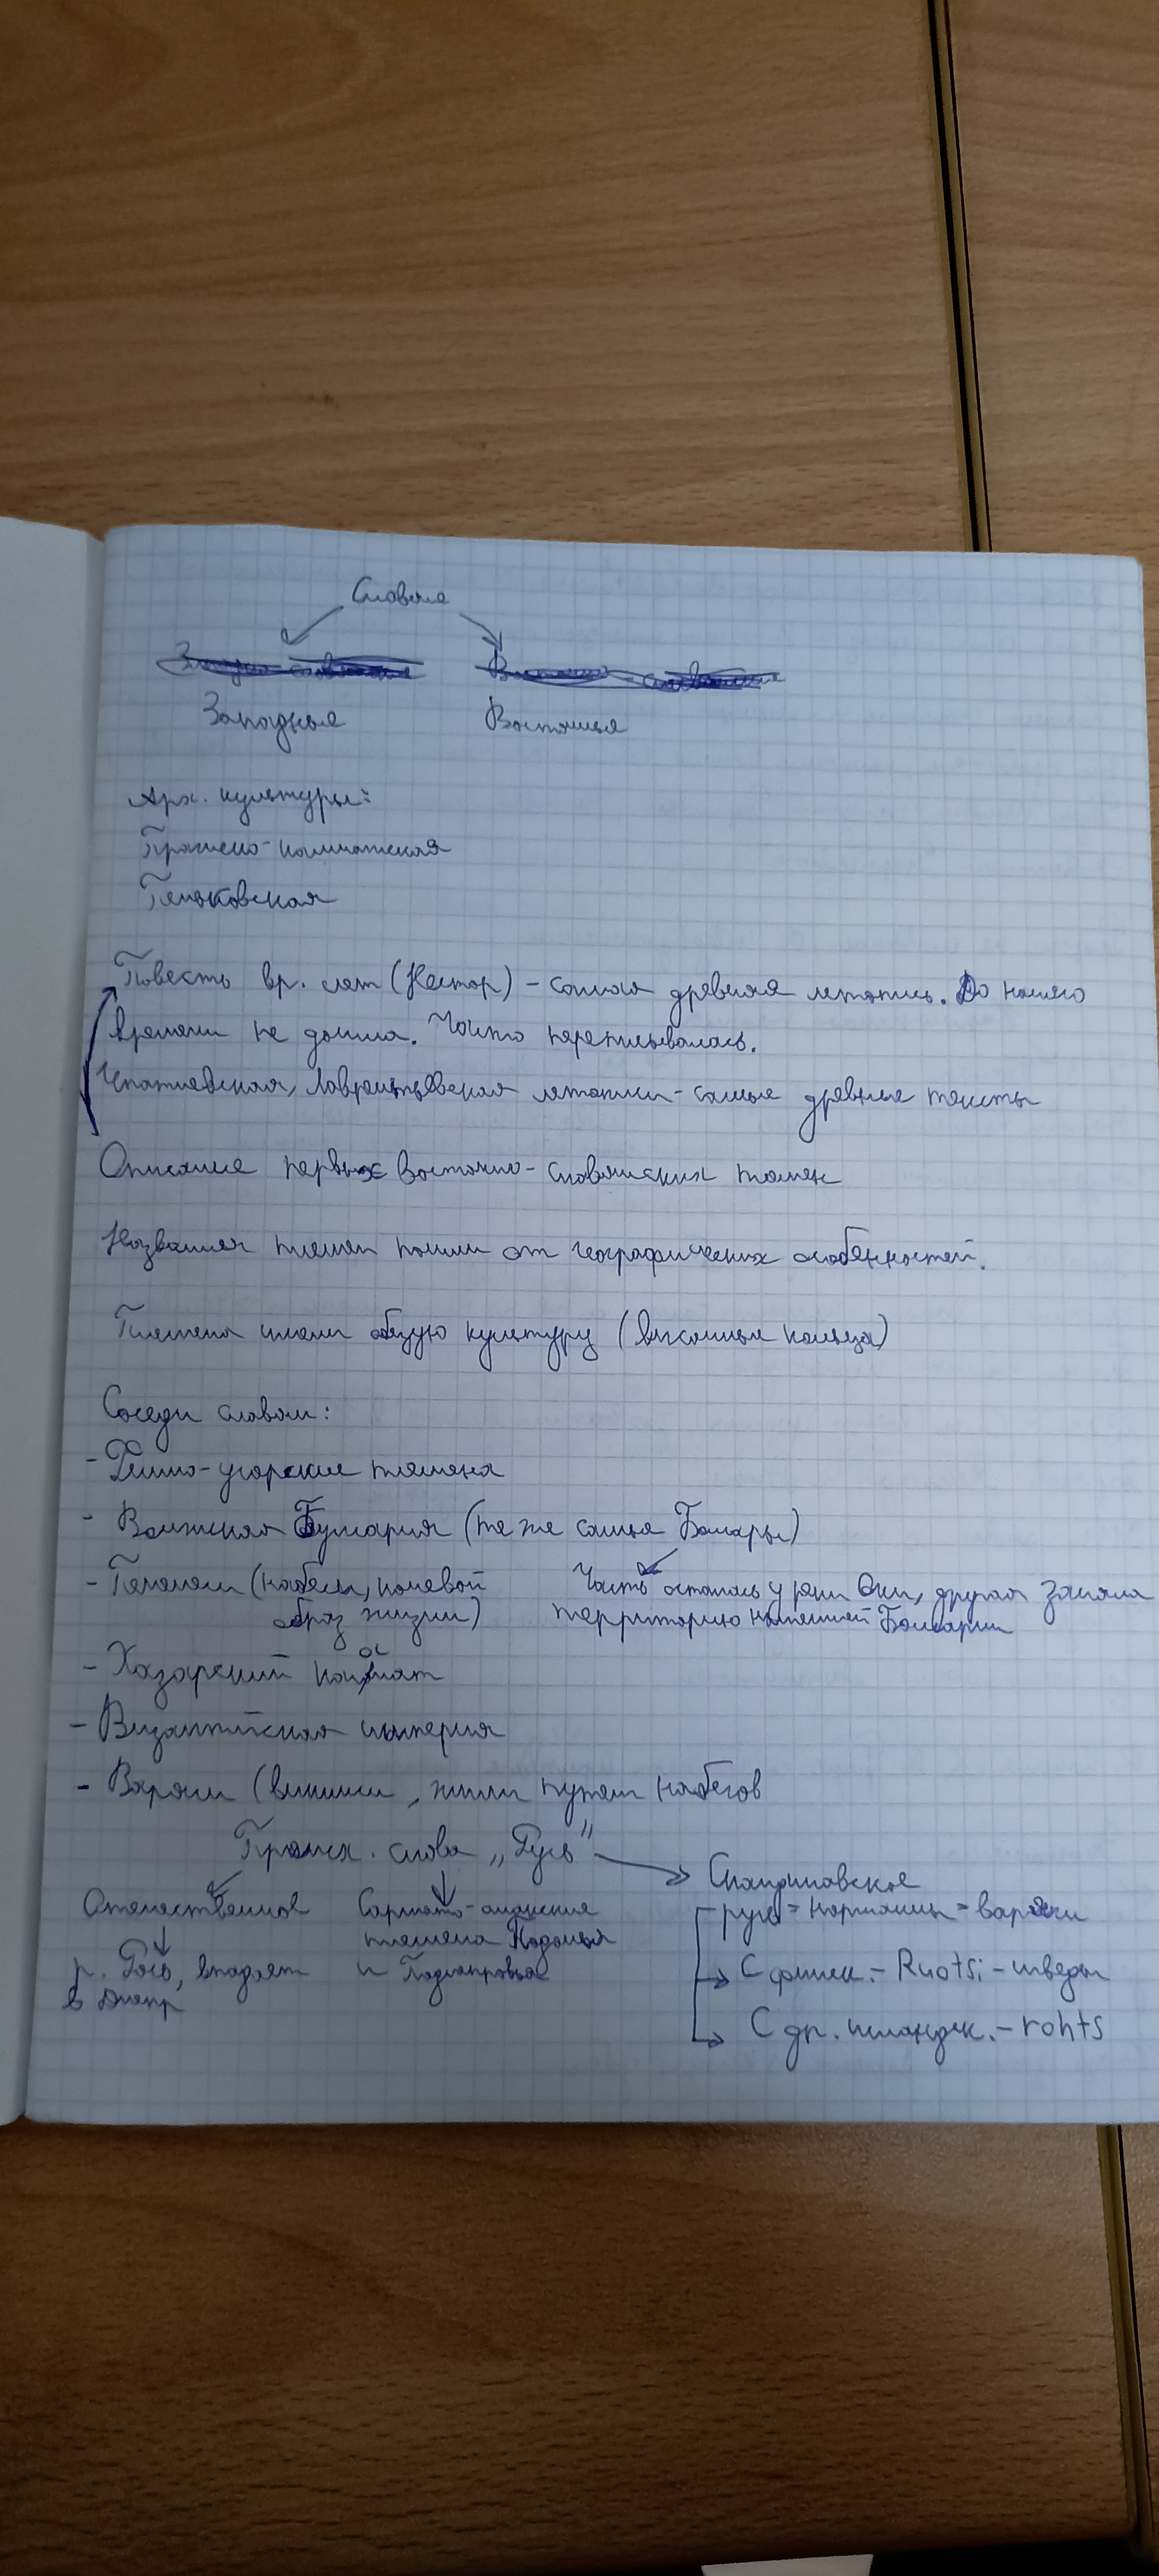 Славяне
Западные Восточные
Арх. культуры:
Пражско-корчакская
Пеньковская
Повесть вр. лет (Нестор) - самая древняя летопись. До нашего
времени не дошла. Часто переписывалась.
Ипатьевская, Лаврентьевская летописи - самые древние тексты
Описание первых восточно-славянских племен
Названия племен пошли от географических особенностей.
Племена имели общую культуру (височные кольца)
Соседи славян:
- Финно-угорские племена
- Волжская Булгария (те же самые Болгары)
- Печенеги (набеги, кочевой Часть осталась у реки Оки, другая заняла
образ жизни) территорию нынешней Болгарии
- Хазарский каганат
- Византийская империя
- Варяги (викинги, жили путем набегов
Происх. слова „Русь"
Скандинавское
Отечественное Сармато-аланские русы = норманны = варяги
племена Подонья
р. Рось, впадает и Поднепровья С финск. - Ruotsi - шведы
в Днепр
С др. исландск. - rohts